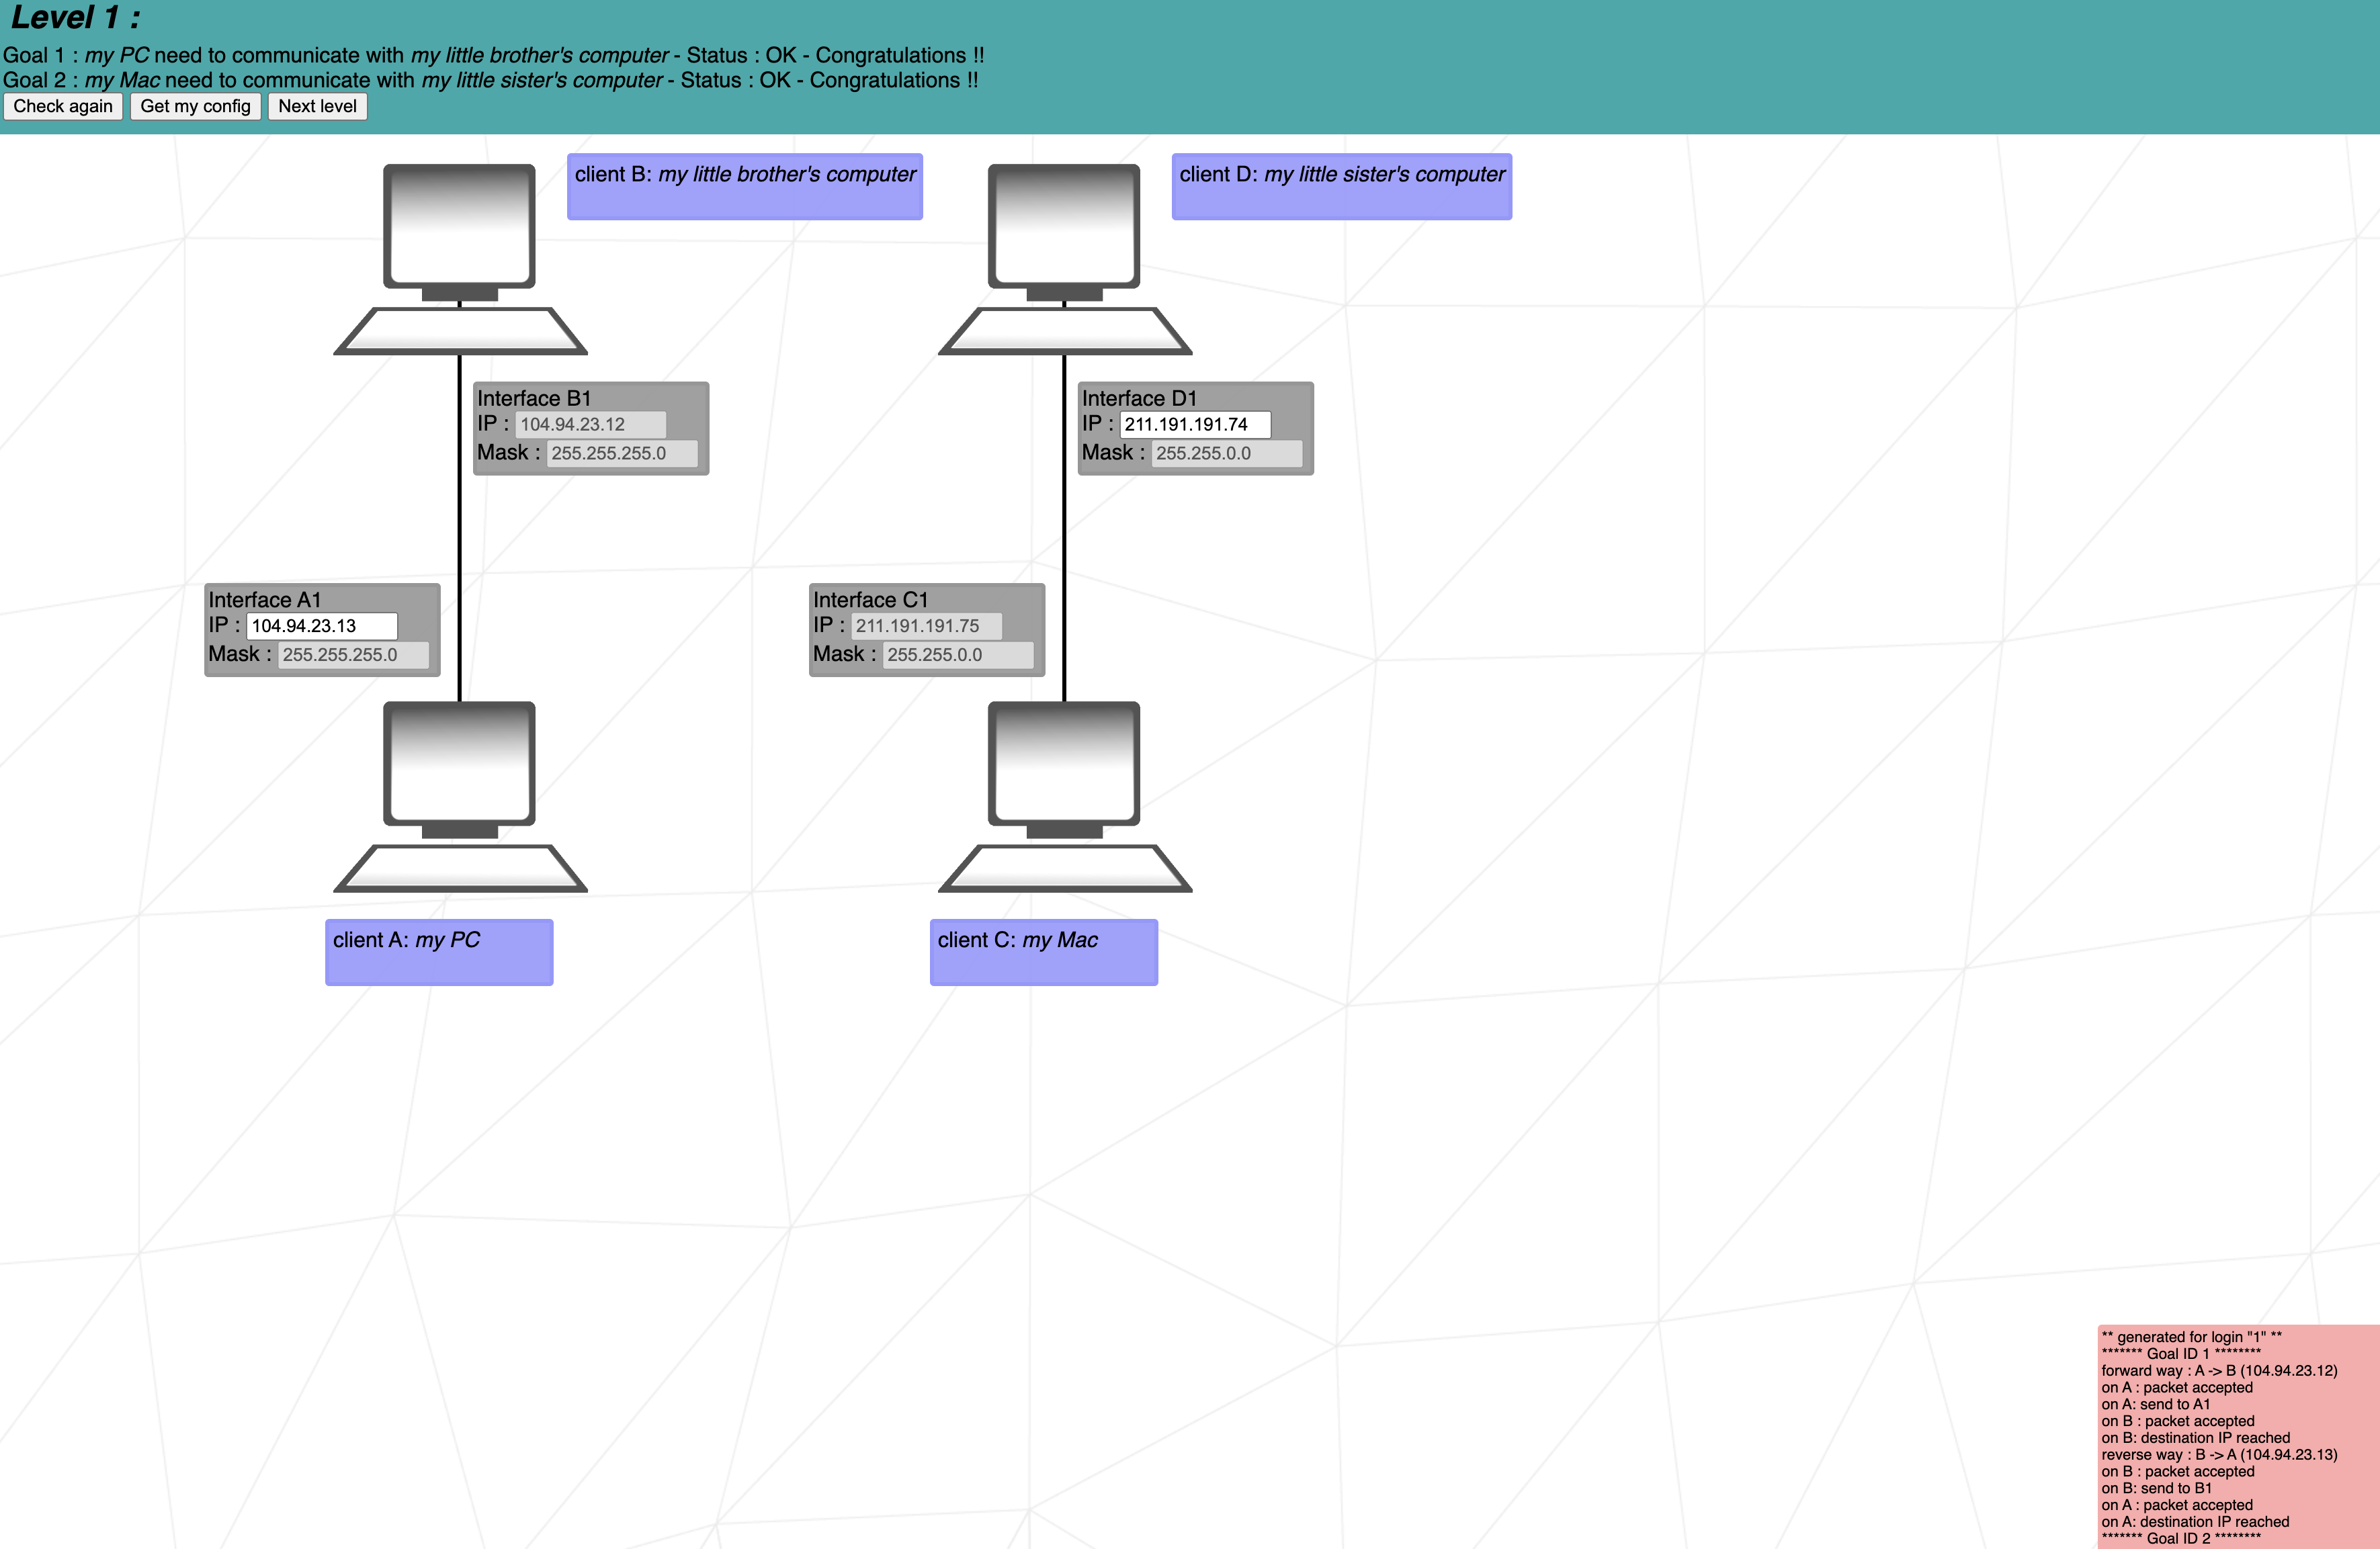 Level 1 :
Goal 1 : my PC need to communicate with my little brother's computer - Status : OK - Congratulations !!
Goal 2 : my Mac need to communicate with my little sister's computer - Status : OK - Congratulations !!
Check again Get my config Next level
client B: my little brother's computer
client D: my little sister's computer
Interface B1
IP : 104.94.23.12
Mask : 255.255.255.0
Interface D1
IP : 211.191.191.74
Mask : 255.255.0.0
Interface A1
IP : 104.94.23.13
Mask : 255.255.255.0
Interface C1
IP : 211.191.191.75
Mask : 255.255.0.0
client A: my PC
client C: my Mac
** generated for login "1" **
******* Goal ID 1 ********
forward way : A -> B (104.94.23.12)
on A : packet accepted
on A: send to A1
on B : packet accepted
on B: destination IP reached
reverse way : B -> A (104.94.23.13)
on B : packet accepted
on B: send to B1
on A : packet accepted
on A: destination IP reached
******* Goal ID 2 ********